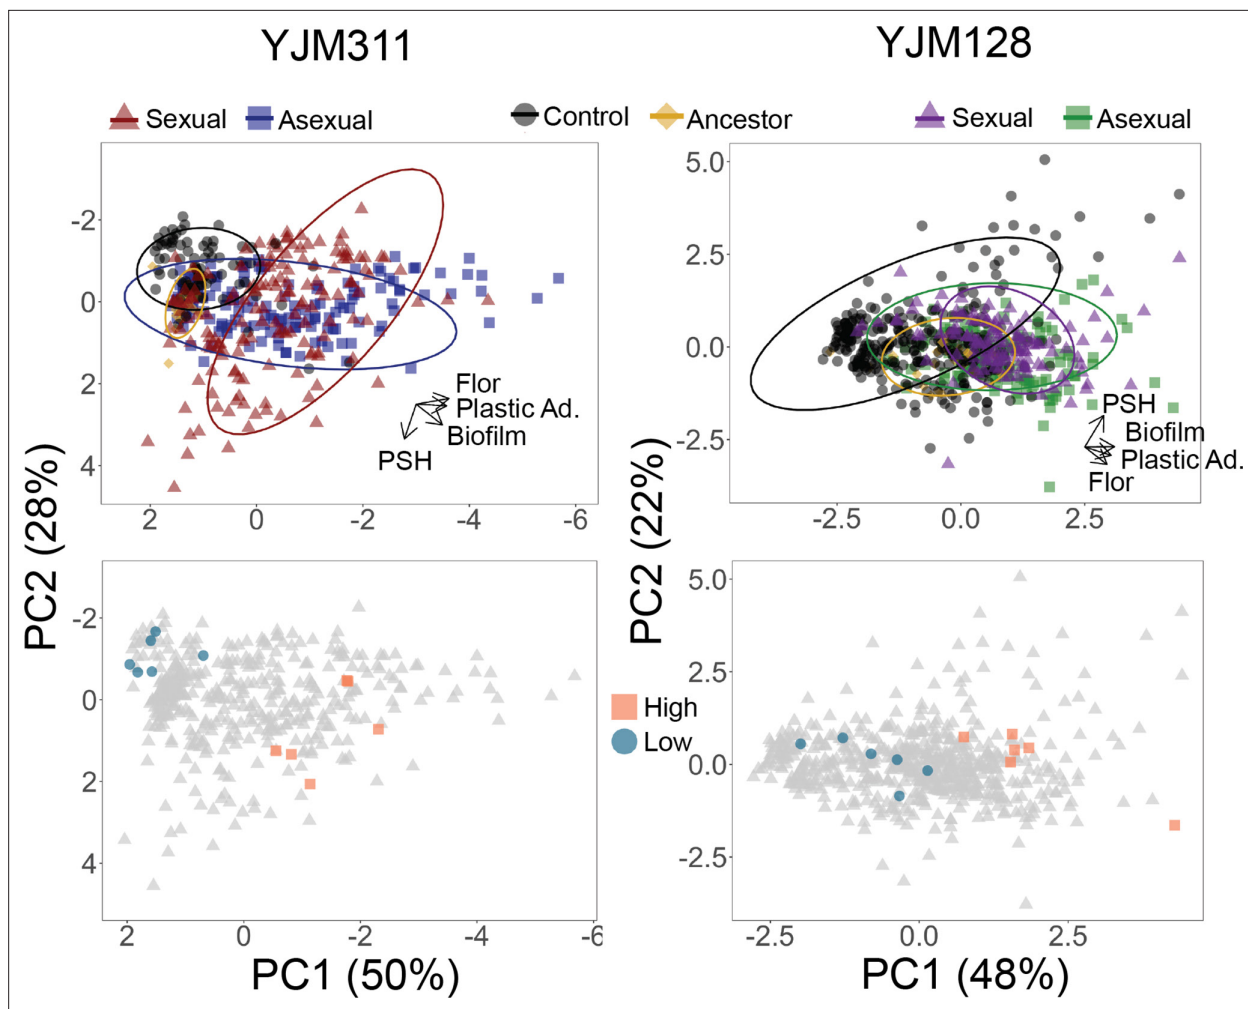 YJM311
YJM128
Sexual
Asexual
Control
Ancestor
Sexual
Asexual
-2
0
2
4
2
0
-2
-4
-6
Flor
Plastic Ad.
Biofilm
PSH
5.0
2.5
0.0
-2.5
-2.5
0.0
2.5
PSH
Biofilm
Plastic Ad.
Flor
PC2 (28%)
PC2 (22%)
-2
0
2
4
2
0
-2
-4
-6
High
Low
5.0
2.5
0.0
-2.5
-2.5
0.0
2.5
PC1 (50%)
PC1 (48%)